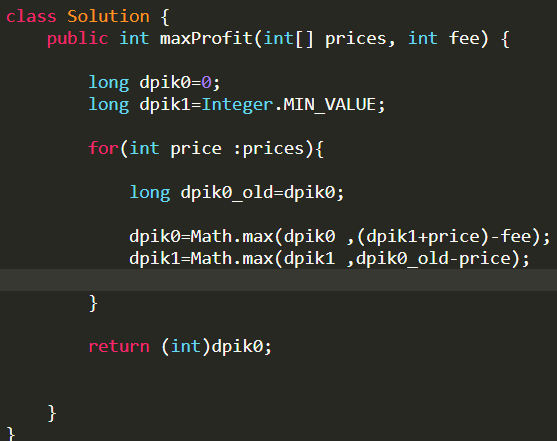 class Solution {
    public int maxProfit(int[] prices, int fee) {
        long dpik0=0;
        long dpik1=Integer.MIN_VALUE;
        for(int price :prices){
            long dpik0_old=dpik0;
            dpik0=Math.max(dpik0 ,(dpik1+price)-fee);
            dpik1=Math.max(dpik1 ,dpik0_old-price);
        }
        return (int)dpik0;
    }
}